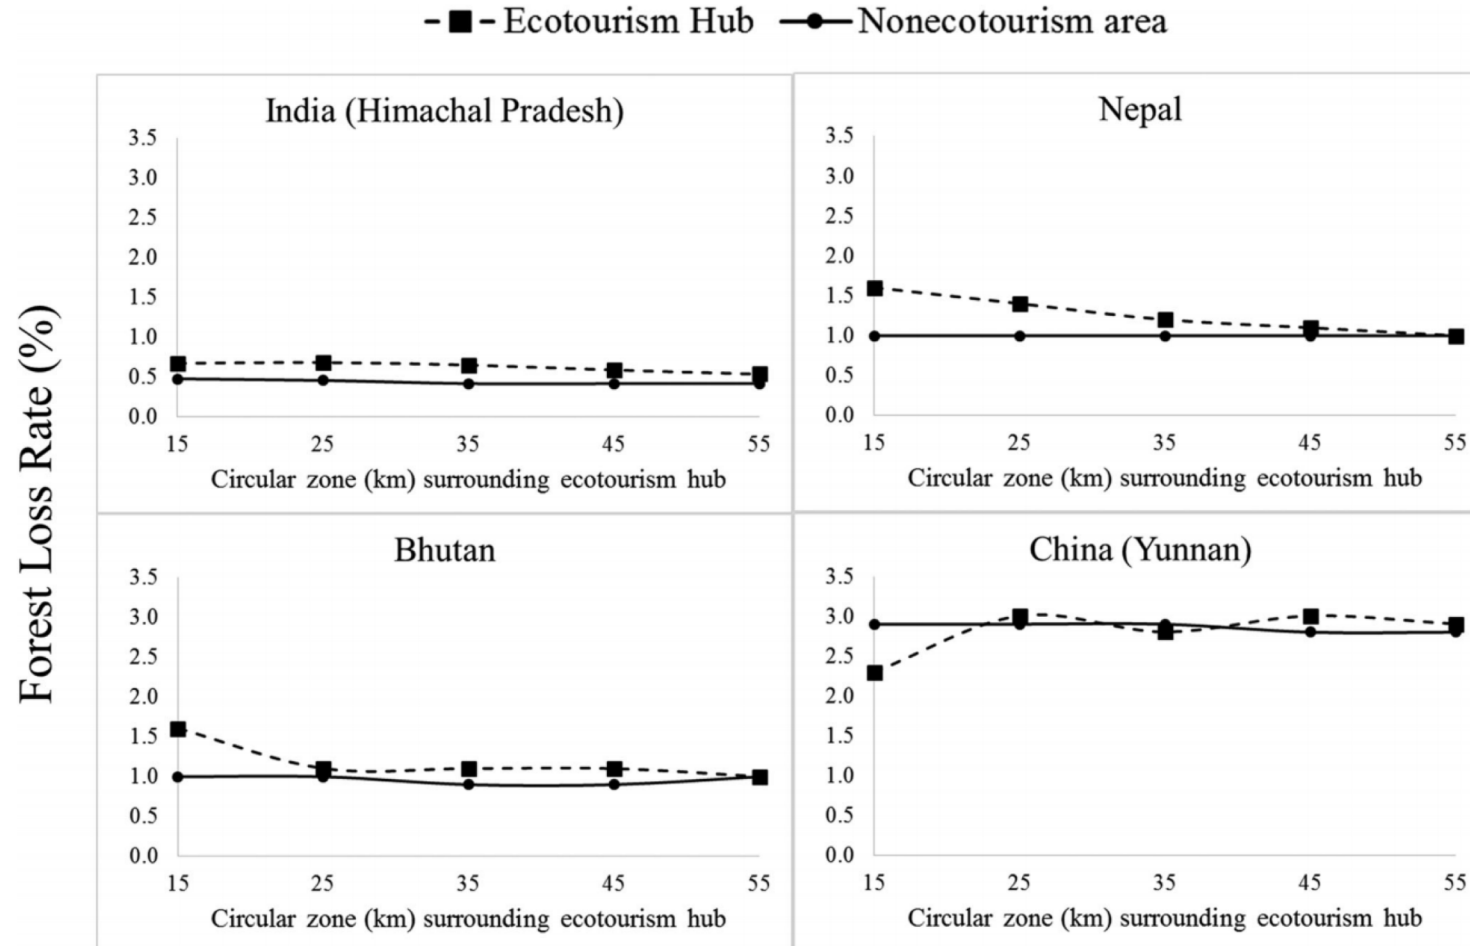 Ecotourism Hub Nonecotourism area
Forest Loss Rate (%)
India (Himachal Pradesh)
3.5
3.0
2.5
2.0
1.5
1.0
0.5
0.0
15 25 35 45 55
Circular zone (km) surrounding ecotourism hub
Nepal
3.5
3.0
2.5
2.0
1.5
1.0
0.5
0.0
15 25 35 45 55
Circular zone (km) surrounding ecotourism hub
Bhutan
3.5
3.0
2.5
2.0
1.5
1.0
0.5
0.0
15 25 35 45 55
Circular zone (km) surrounding ecotourism hub
China (Yunnan)
3.5
3.0
2.5
2.0
1.5
1.0
0.5
0.0
15 25 35 45 55
Circular zone (km) surrounding ecotourism hub